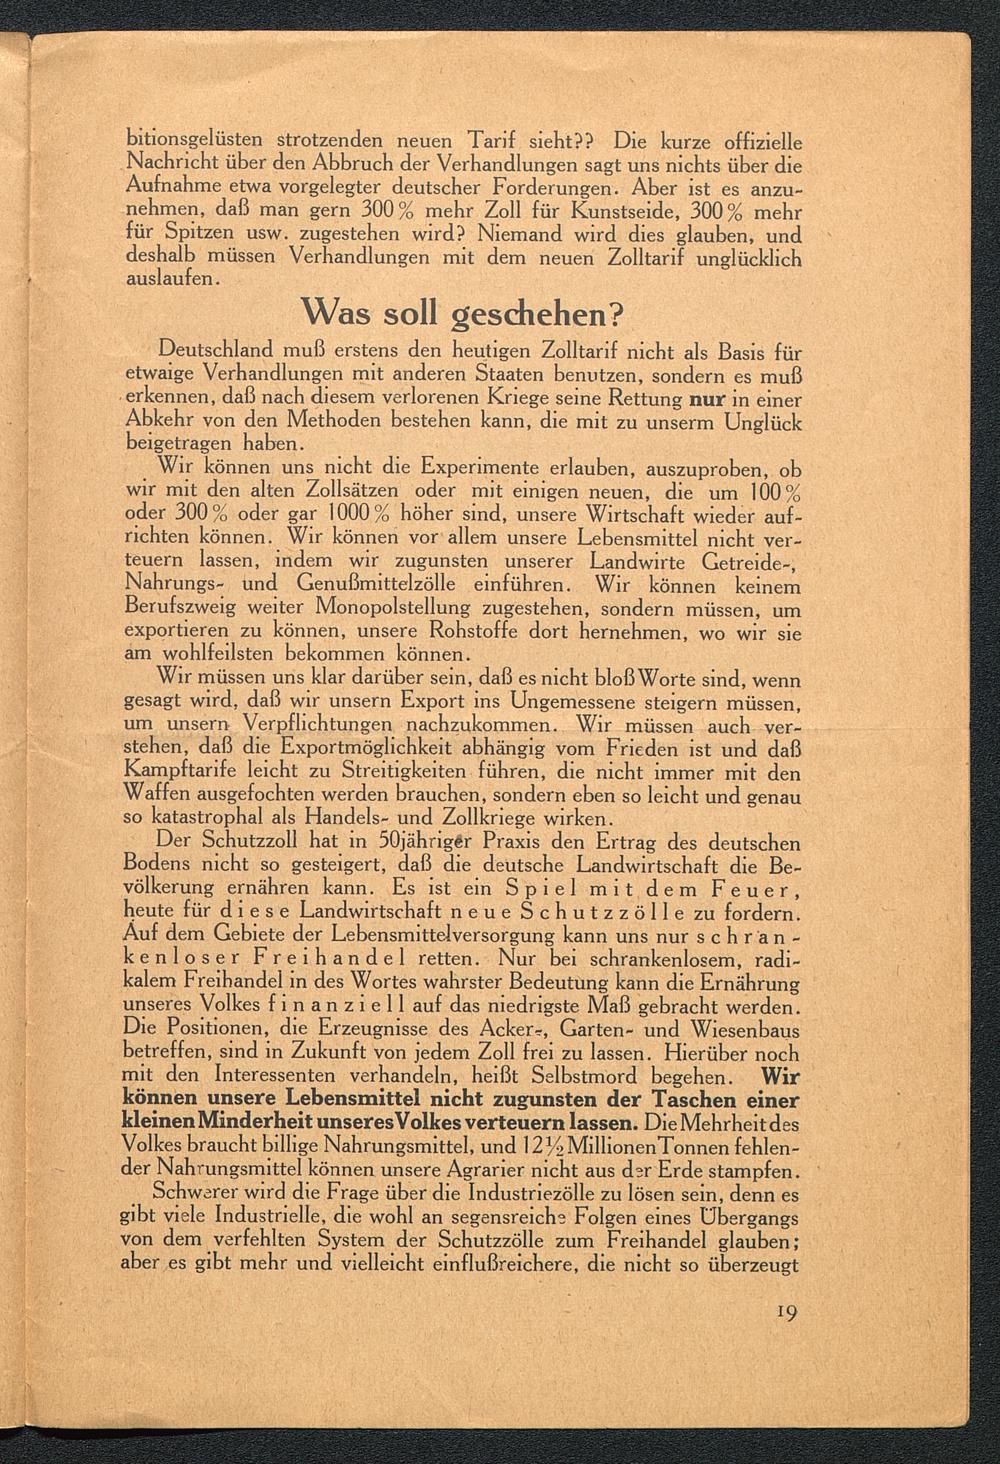 bitionsgelüsten strotzenden neuen Tarif sieht?? Die kurze offizielle
Nachricht über den Abbruch der Verhandlungen sagt uns nichts über die
Aufnahme etwa vorgelegter deutscher Forderungen. Aber ist es anzu-
nehmen, daß man gern 300 % mehr Zoll für Kunstseide, 300 % mehr
für Spitzen usw. zugestehen wird? Niemand wird dies glauben, und
deshalb müssen Verhandlungen mit dem neuen Zolltarif unglücklich
auslaufen.
Was soll geschehen?
Deutschland muß erstens den heutigen Zolltarif nicht als Basis für
etwaige Verhandlungen mit anderen Staaten benutzen, sondern es muß
erkennen, daß nach diesem verlorenen Kriege seine Rettung nur in einer
Abkehr von den Methoden bestehen kann, die mit zu unserm Unglück
beigetragen haben.
Wir können uns nicht die Experimente erlauben, auszuproben, ob
wir mit den alten Zollsätzen oder mit einigen neuen, die um 100 %
oder 300 % oder gar 1000 % höher sind, unsere Wirtschaft wieder auf-
richten können. Wir können vor allem unsere Lebensmittel nicht ver-
teuern lassen, indem wir zugunsten unserer Landwirte Getreide-,
Nahrungs- und Genußmittelzölle einführen. Wir können keinem
Berufszweig weiter Monopolstellung zugestehen, sondern müssen, um
exportieren zu können, unsere Rohstoffe dort hernehmen, wo wir sie
am wohlfeilsten bekommen können.
Wir müssen uns klar darüber sein, daß es nicht bloß Worte sind, wenn
gesagt wird, daß wir unsern Export ins Ungemessene steigern müssen,
um unsern Verpflichtungen nachzukommen. Wir müssen auch ver-
stehen, daß die Exportmöglichkeit abhängig vom Frieden ist und daß
Kampftarife leicht zu Streitigkeiten führen, die nicht immer mit den
Waffen ausgefochten werden brauchen, sondern eben so leicht und genau
so katastrophal als Handels- und Zollkriege wirken.
Der Schutzzoll hat in 50jähriger Praxis den Ertrag des deutschen
Bodens nicht so gesteigert, daß die deutsche Landwirtschaft die Be-
völkerung ernähren kann. Es ist ein Spiel mit dem Feuer,
heute für diese Landwirtschaft neue Schutzzölle zu fordern.
Auf dem Gebiete der Lebensmittelversorgung kann uns nur schran-
kenloser Freihandel retten. Nur bei schrankenlosem, radi-
kalem Freihandel in des Wortes wahrster Bedeutung kann die Ernährung
unseres Volkes finanziell auf das niedrigste Maß gebracht werden.
Die Positionen, die Erzeugnisse des Acker-, Garten- und Wiesenbaus
betreffen, sind in Zukunft von jedem Zoll frei zu lassen. Hierüber noch
mit den Interessenten verhandeln, heißt Selbstmord begehen. Wir
können unsere Lebensmittel nicht zugunsten der Taschen einer
kleinen Minderheit unseres Volkes verteuern lassen. Die Mehrheit des
Volkes braucht billige Nahrungsmittel, und 12½ Millionen Tonnen fehlen-
der Nahrungsmittel können unsere Agrarier nicht aus der Erde stampfen.
Schwerer wird die Frage über die Industriezölle zu lösen sein, denn es
gibt viele Industrielle, die wohl an segensreiche Folgen eines Übergangs
von dem verfehlten System der Schutzzölle zum Freihandel glauben;
aber es gibt mehr und vielleicht einflußreichere, die nicht so überzeugt
19